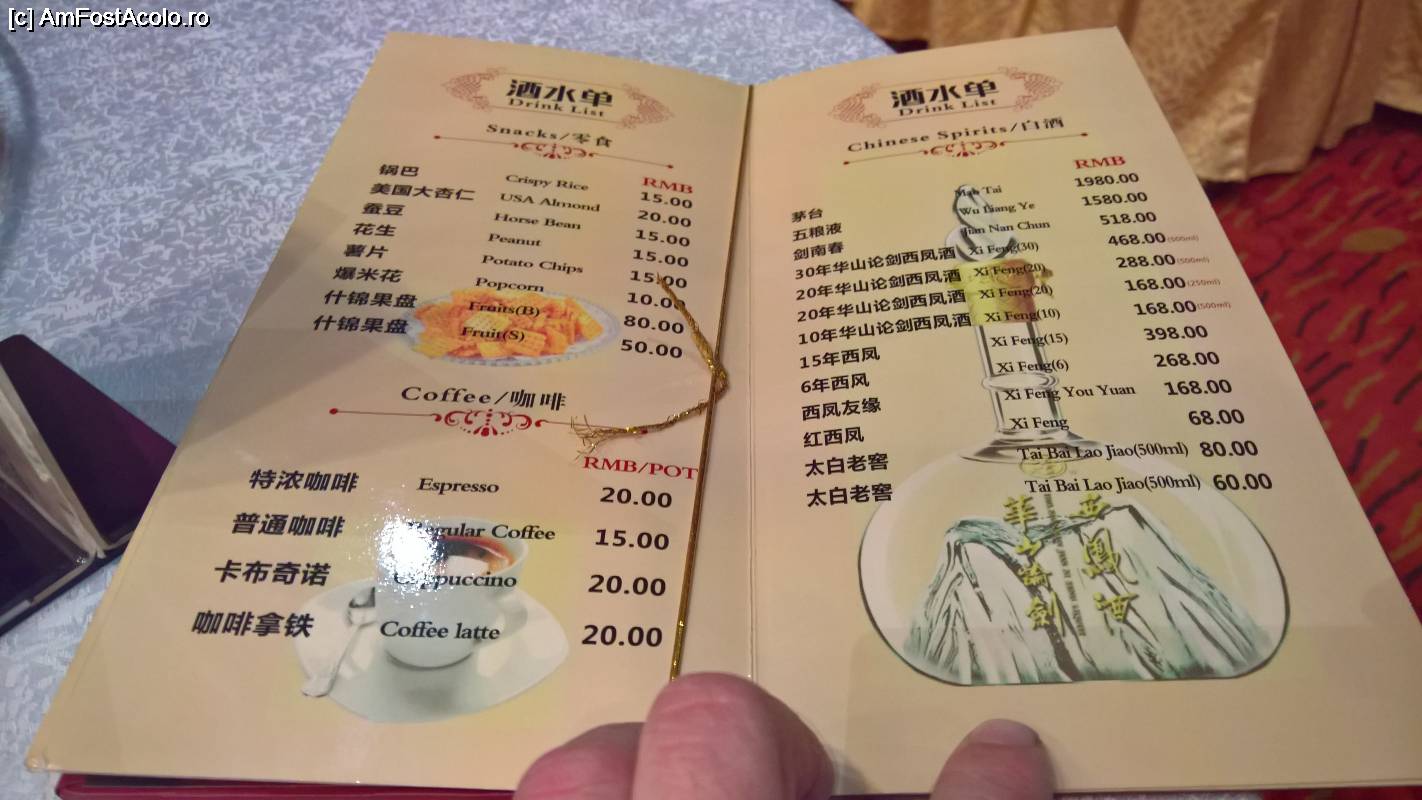 [c] AmFostAcolo.ro
酒水单
Drink List
Snacks/零食
RMB
锅巴 Crispy Rice 15.00
美国大杏仁 USA Almond 20.00
蚕豆 Horse Bean 15.00
花生 Peanut 15.00
薯片 Potato Chips 15.00
爆米花 Popcorn 10.00
什锦果盘 Fruits(B) 80.00
什锦果盘 Fruit(S) 50.00
Coffee/咖啡
RMB/POT
特浓咖啡 Espresso 20.00
普通咖啡 Regular Coffee 15.00
卡布奇诺 Cappuccino 20.00
咖啡拿铁 Coffee latte 20.00
酒水单
Drink List
Chinese Spirits/白酒
RMB
茅台 Mao Tai 1980.00
五粮液 Wu Liang Ye 1580.00
剑南春 Jian Nan Chun 518.00
30年华山论剑西凤酒 Xi Feng(30) 468.00(500ml)
20年华山论剑西凤酒 Xi Feng(20) 288.00(500ml)
20年华山论剑西凤酒 Xi Feng(20) 168.00(250ml)
10年华山论剑西凤酒 Xi Feng(10) 168.00(500ml)
15年西凤 Xi Feng(15) 398.00
6年西风 Xi Feng(6) 268.00
西凤友缘 Xi Feng You Yuan 168.00
红西凤 Xi Feng 68.00
太白老窖 Tai Bai Lao Jiao(500ml) 80.00
太白老窖 Tai Bai Lao Jiao(500ml) 60.00
西鳳酒
華山論劍